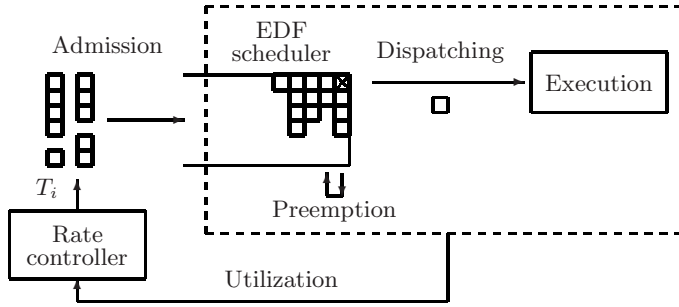 EDF
scheduler
Admission
Dispatching
Execution
T_i
Preemption
Rate
controller
Utilization